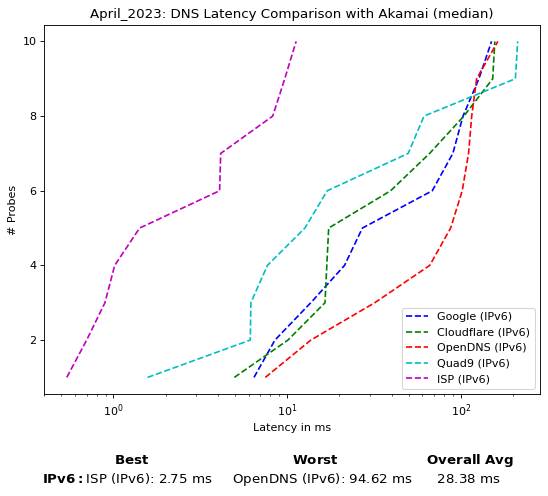 April_2023: DNS Latency Comparison with Akamai (median)
10
8
6
4
2
# Probes
Google (IPv6)
Cloudflare (IPv6)
OpenDNS (IPv6)
Quad9 (IPv6)
ISP (IPv6)
10⁰ 10¹ 10²
Latency in ms
Best Worst Overall Avg
IPv6: ISP (IPv6): 2.75 ms OpenDNS (IPv6): 94.62 ms 28.38 ms